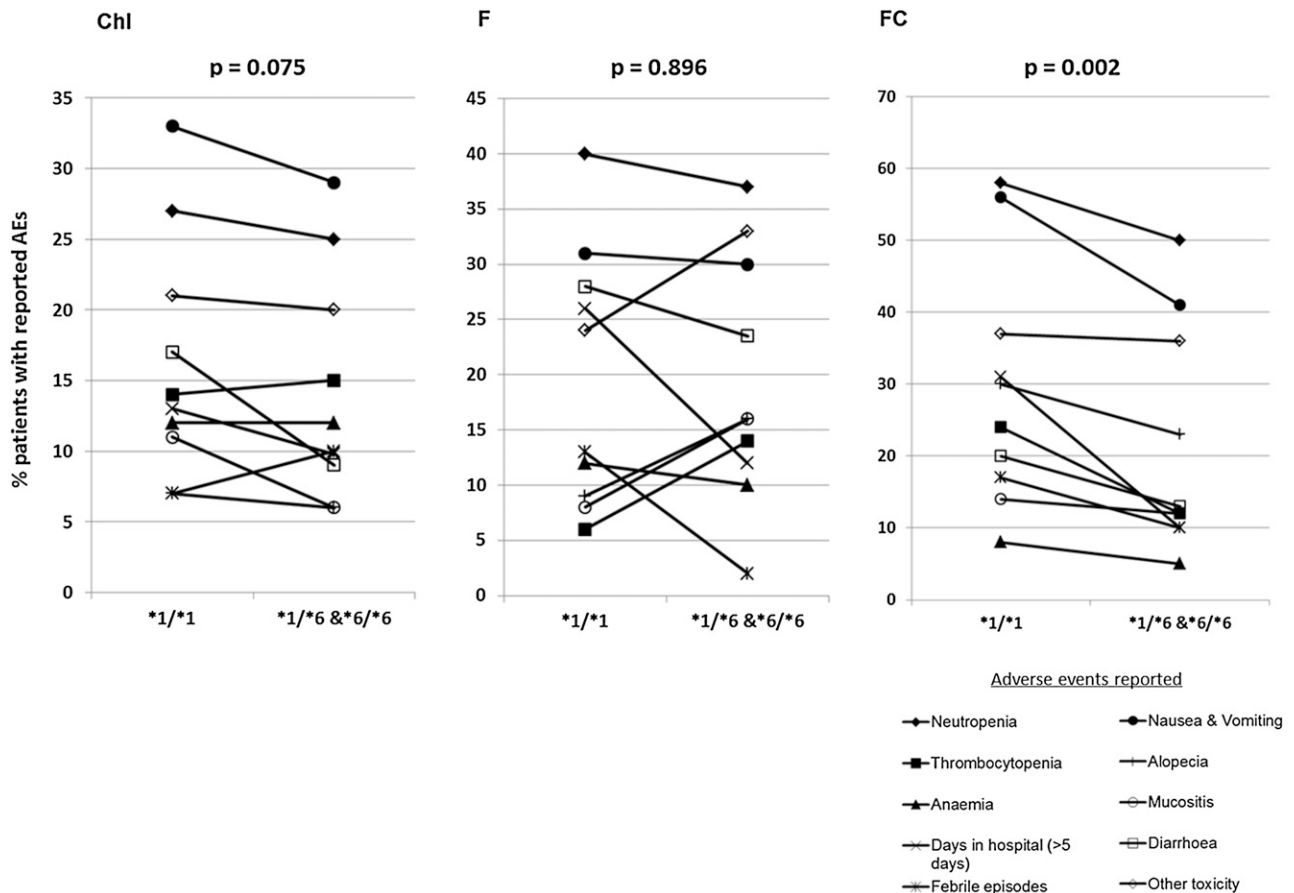 Chl
F
FC
p = 0.075
p = 0.896
p = 0.002
% patients with reported AEs
35
30
25
20
15
10
5
0
*1/*1
*1/*6 &*6/*6
45
40
35
30
25
20
15
10
5
0
*1/*1
*1/*6 &*6/*6
70
60
50
40
30
20
10
0
*1/*1
*1/*6 &*6/*6
Adverse events reported
Neutropenia
Nausea & Vomiting
Thrombocytopenia
Alopecia
Anaemia
Mucositis
Days in hospital (>5
days)
Diarrhoea
Febrile episodes
Other toxicity